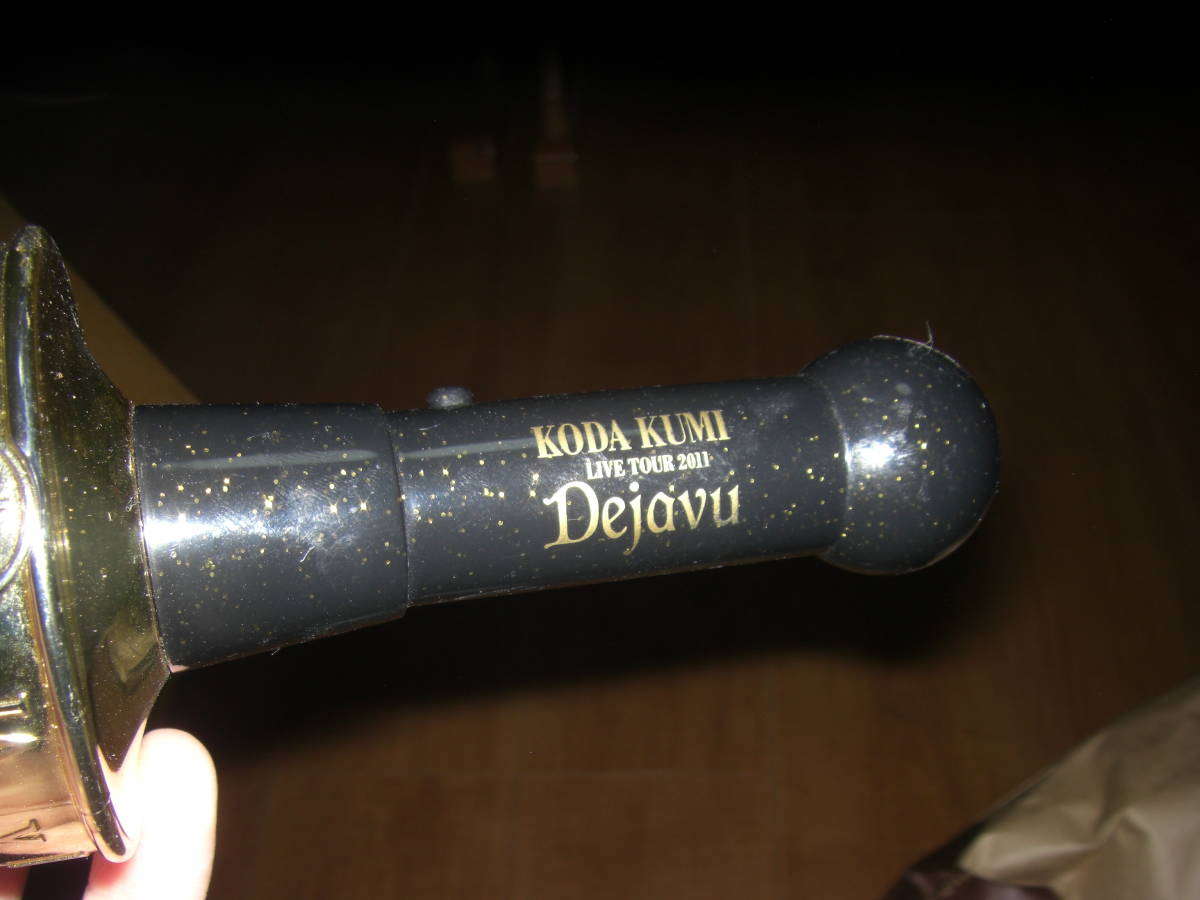 KODA KUMI
LIVE TOUR 2011
Dejavu
V